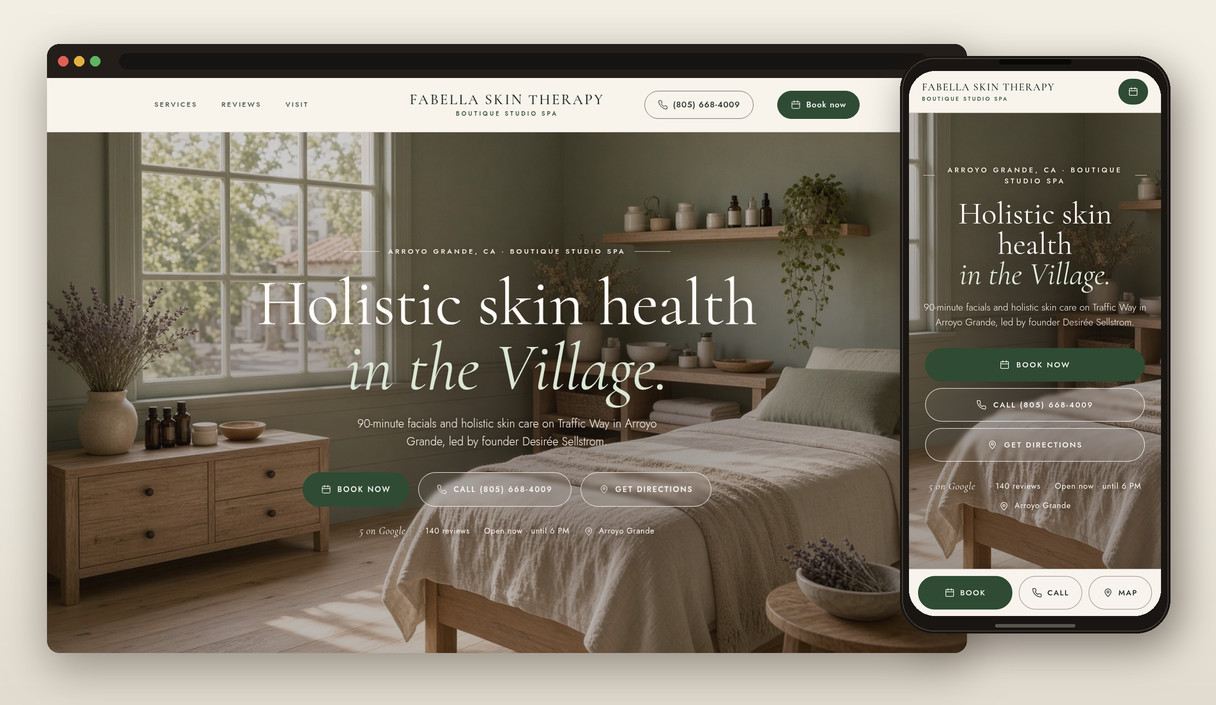 SERVICES REVIEWS VISIT
FABELLA SKIN THERAPY
BOUTIQUE STUDIO SPA
(805) 668-4009
Book now
ARROYO GRANDE, CA · BOUTIQUE STUDIO SPA
Holistic skin health
in the Village.
90-minute facials and holistic skin care on Traffic Way in Arroyo
Grande, led by founder Desirée Sellstrom.
BOOK NOW
CALL (805) 668-4009
GET DIRECTIONS
5 on Google · 140 reviews · Open now · until 6 PM Arroyo Grande
FABELLA SKIN THERAPY
BOUTIQUE STUDIO SPA
ARROYO GRANDE, CA · BOUTIQUE
STUDIO SPA
Holistic skin
health
in the Village.
90-minute facials and holistic skin care on Traffic Way in
Arroyo Grande, led by founder Desirée Sellstrom.
BOOK NOW
CALL (805) 668-4009
GET DIRECTIONS
5 on Google · 140 reviews · Open now · until 6 PM
Arroyo Grande
BOOK
CALL
MAP